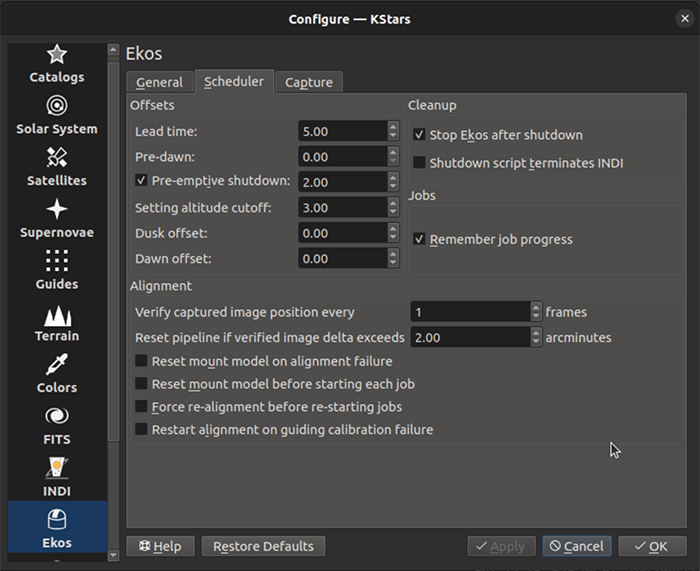 Configure — KStars
Catalogs
Solar System
Satellites
Supernovae
Guides
Terrain
Colors
FITS
INDI
Ekos
Ekos
General Scheduler Capture
Offsets
Lead time: 5.00
Pre-dawn: 0.00
Pre-emptive shutdown: 2.00
Setting altitude cutoff: 3.00
Dusk offset: 0.00
Dawn offset: 0.00
Cleanup
Stop Ekos after shutdown
Shutdown script terminates INDI
Jobs
Remember job progress
Alignment
Verify captured image position every 1 frames
Reset pipeline if verified image delta exceeds 2.00 arcminutes
Reset mount model on alignment failure
Reset mount model before starting each job
Force re-alignment before re-starting jobs
Restart alignment on guiding calibration failure
Help Restore Defaults Apply Cancel OK